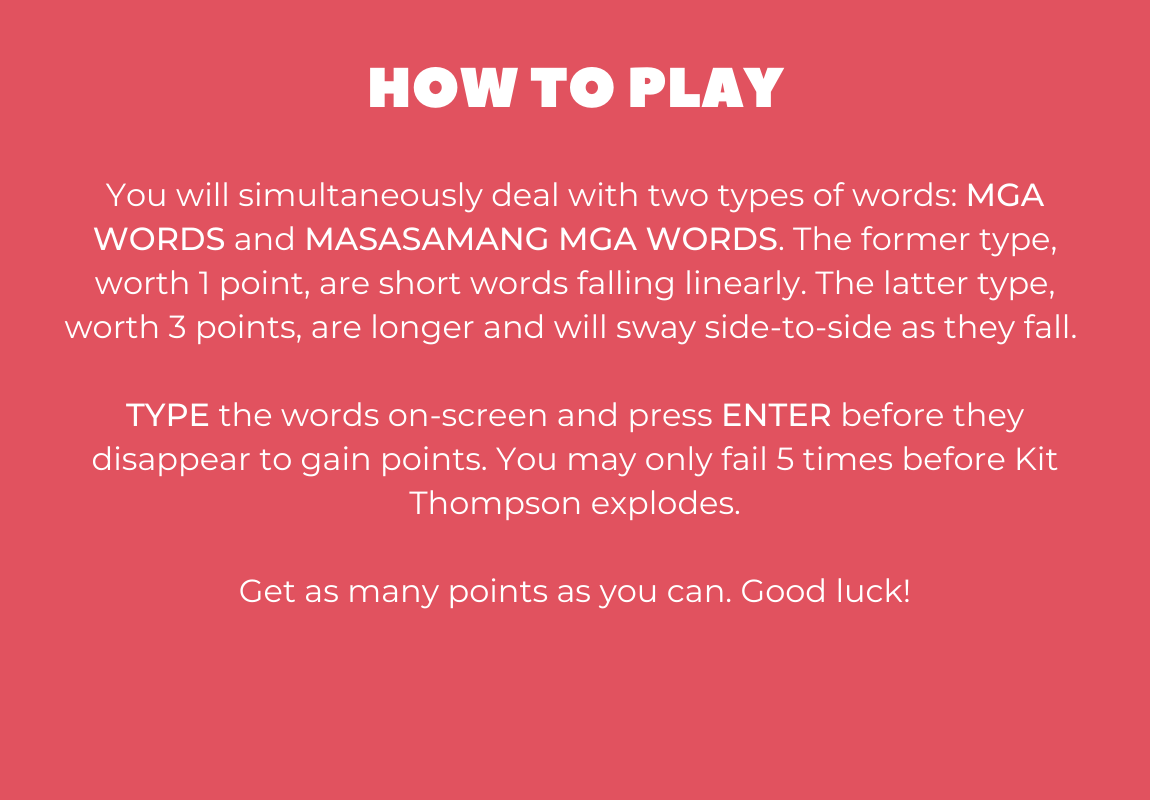 HOW TO PLAY
You will simultaneously deal with two types of words: MGA
WORDS and MASASAMANG MGA WORDS. The former type,
worth 1 point, are short words falling linearly. The latter type,
worth 3 points, are longer and will sway side-to-side as they fall.
TYPE the words on-screen and press ENTER before they
disappear to gain points. You may only fail 5 times before Kit
Thompson explodes.
Get as many points as you can. Good luck!